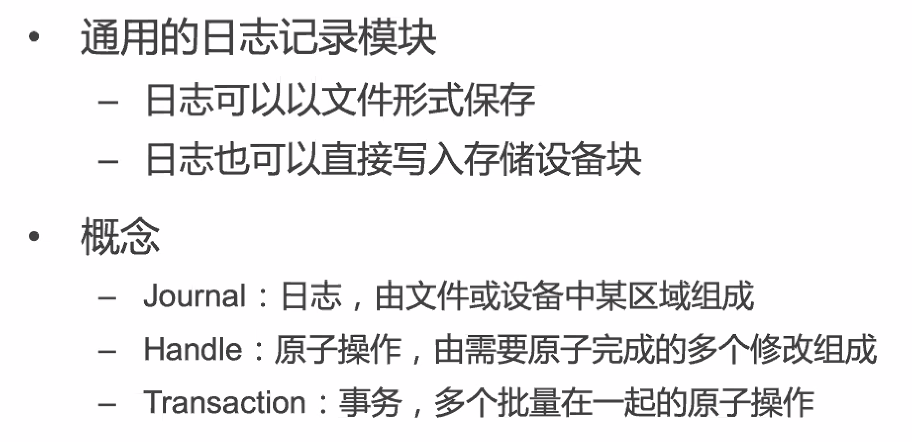 • 通用的日志记录模块
– 日志可以以文件形式保存
– 日志也可以直接写入存储设备块
• 概念
– Journal：日志，由文件或设备中某区域组成
– Handle：原子操作，由需要原子完成的多个修改组成
– Transaction：事务，多个批量在一起的原子操作